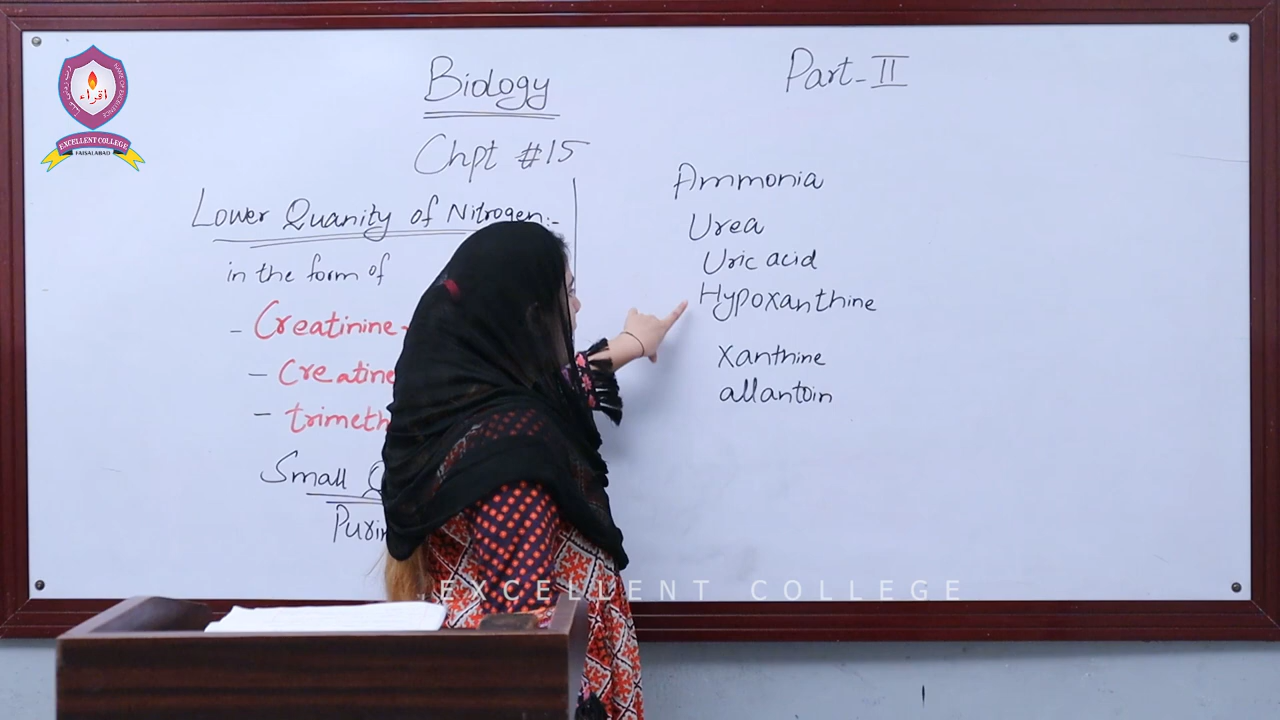 Biology
Part-II
Chpt #15
Lower Quanity of Nitrogen:-
in the form of
- Creatinine
- Creatine
- trimeth
Small
Ammonia
Urea
Uric acid
Hypoxanthine
Xanthine
allantoin
اقراء
EXCELLENT COLLEGE
FAISALABAD
EXCELLENT COLLEGE